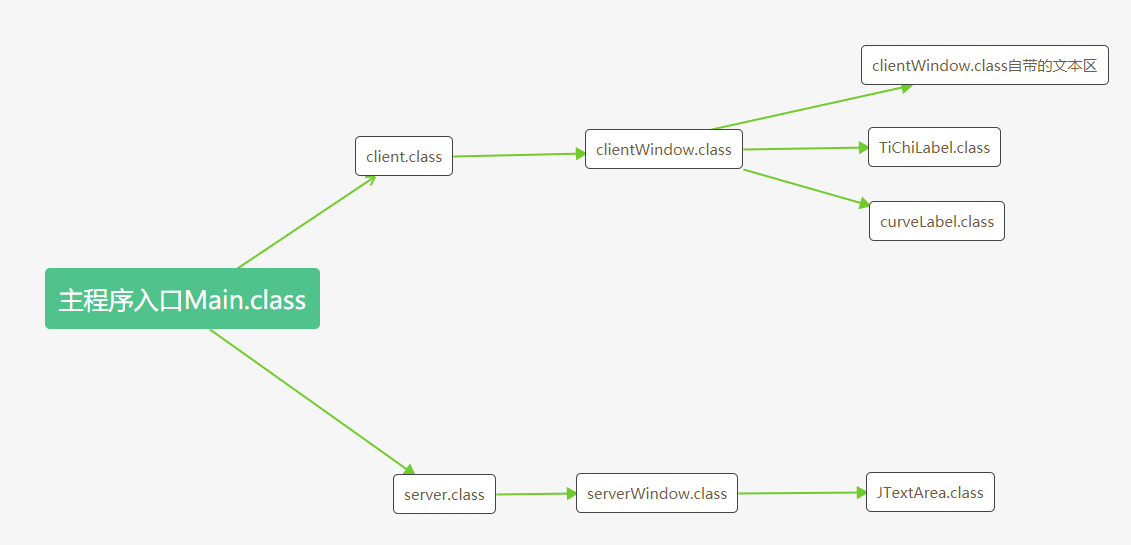 clientWindow.class自带的文本区
client.class
clientWindow.class
TiChiLabel.class
curveLabel.class
主程序入口Main.class
server.class
serverWindow.class
JTextArea.class